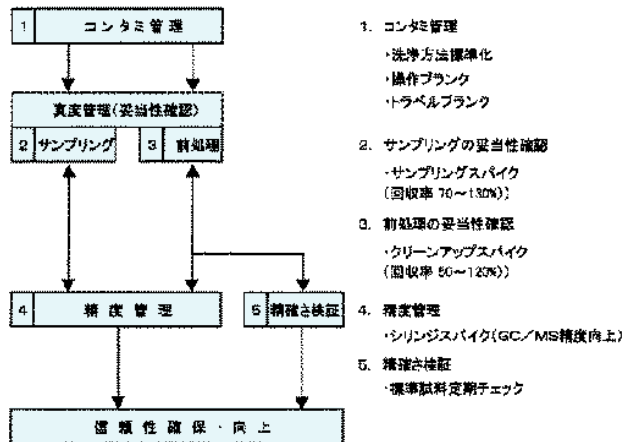 1 コンタミ管理
真度管理(妥当性確認)
2 サンプリング
3 前処理
4 精度管理
5 精確さ検証
信頼性確保・向上
1. コンタミ管理
・洗浄方法標準化
・操作ブランク
・トラベルブランク
2. サンプリングの妥当性確認
・サンプリングスパイク
(回収率 70～130%))
3. 前処理の妥当性確認
・クリーンアップスパイク
(回収率 50～120%))
4. 精度管理
・シリンジスパイク(GC／MS精度向上)
5. 精確さ検証
・標準試料定期チェック